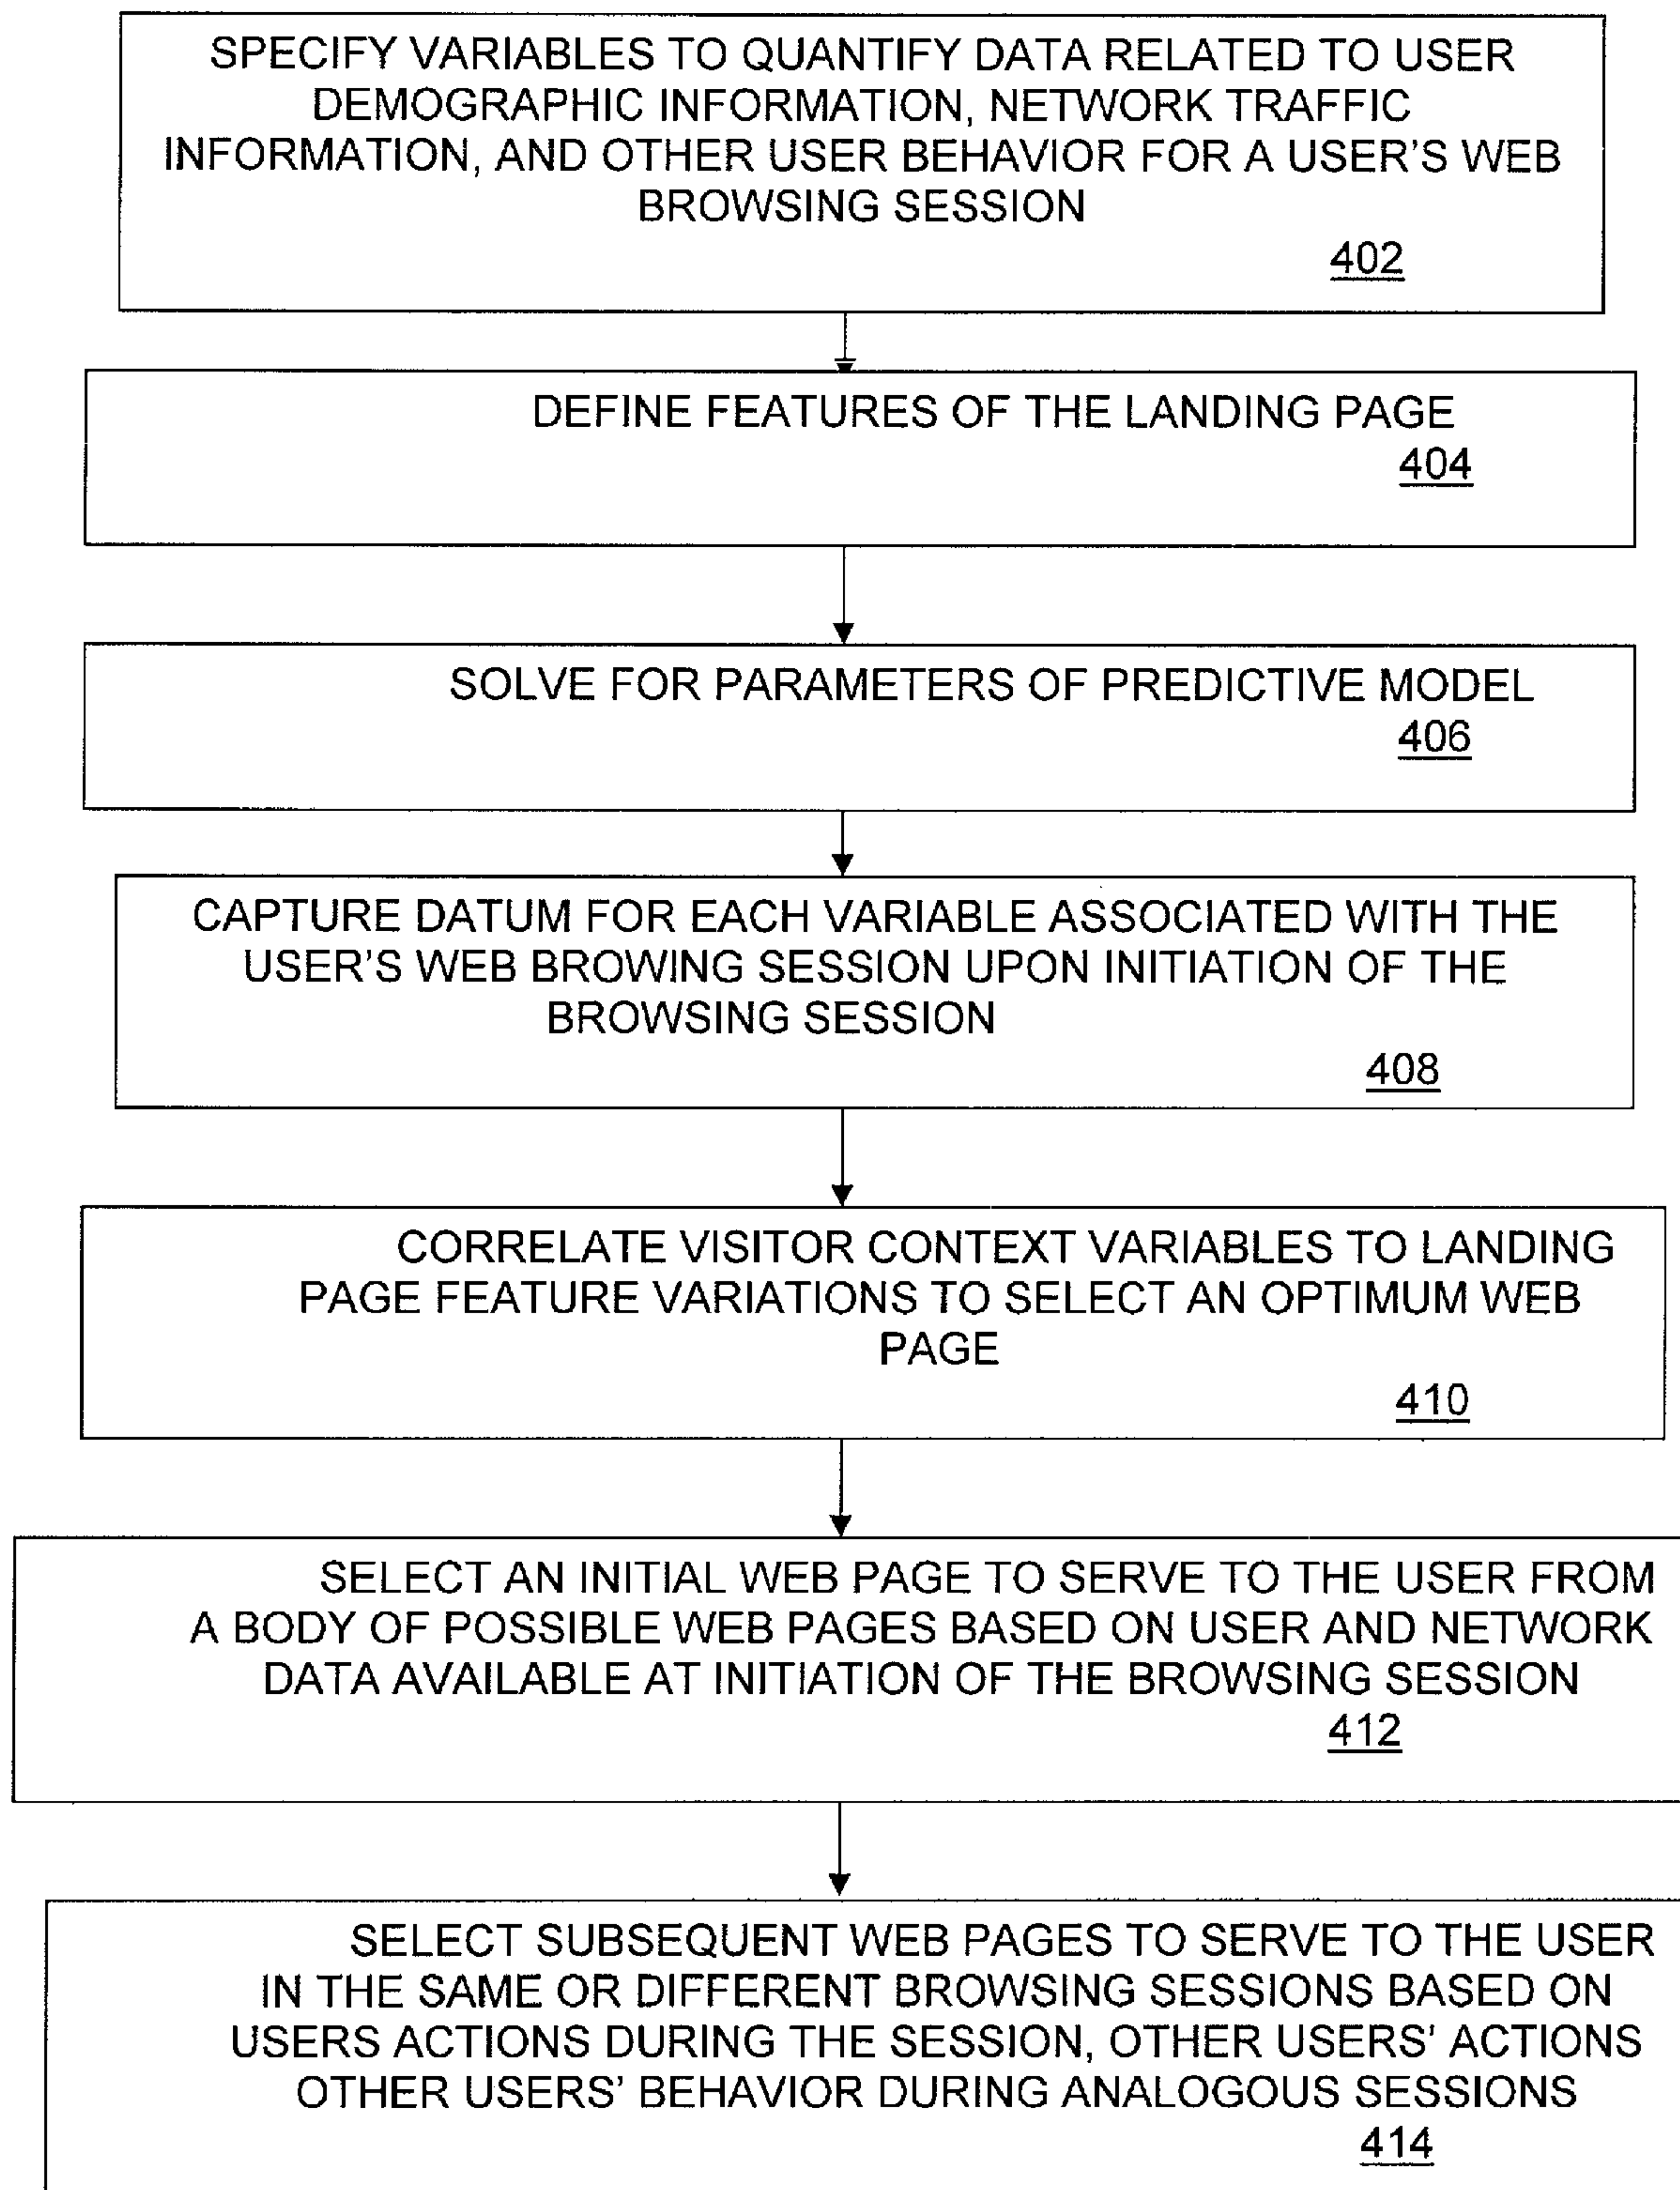 SPECIFY VARIABLES TO QUANTIFY DATA RELATED TO USER
DEMOGRAPHIC INFORMATION, NETWORK TRAFFIC
INFORMATION, AND OTHER USER BEHAVIOR FOR A USER'S WEB
BROWSING SESSION
402
DEFINE FEATURES OF THE LANDING PAGE
404
SOLVE FOR PARAMETERS OF PREDICTIVE MODEL
406
CAPTURE DATUM FOR EACH VARIABLE ASSOCIATED WITH THE
USER'S WEB BROWING SESSION UPON INITIATION OF THE
BROWSING SESSION
408
CORRELATE VISITOR CONTEXT VARIABLES TO LANDING
PAGE FEATURE VARIATIONS TO SELECT AN OPTIMUM WEB
PAGE
410
SELECT AN INITIAL WEB PAGE TO SERVE TO THE USER FROM
A BODY OF POSSIBLE WEB PAGES BASED ON USER AND NETWORK
DATA AVAILABLE AT INITIATION OF THE BROWSING SESSION
412
SELECT SUBSEQUENT WEB PAGES TO SERVE TO THE USER
IN THE SAME OR DIFFERENT BROWSING SESSIONS BASED ON
USERS ACTIONS DURING THE SESSION, OTHER USERS' ACTIONS
OTHER USERS' BEHAVIOR DURING ANALOGOUS SESSIONS
414